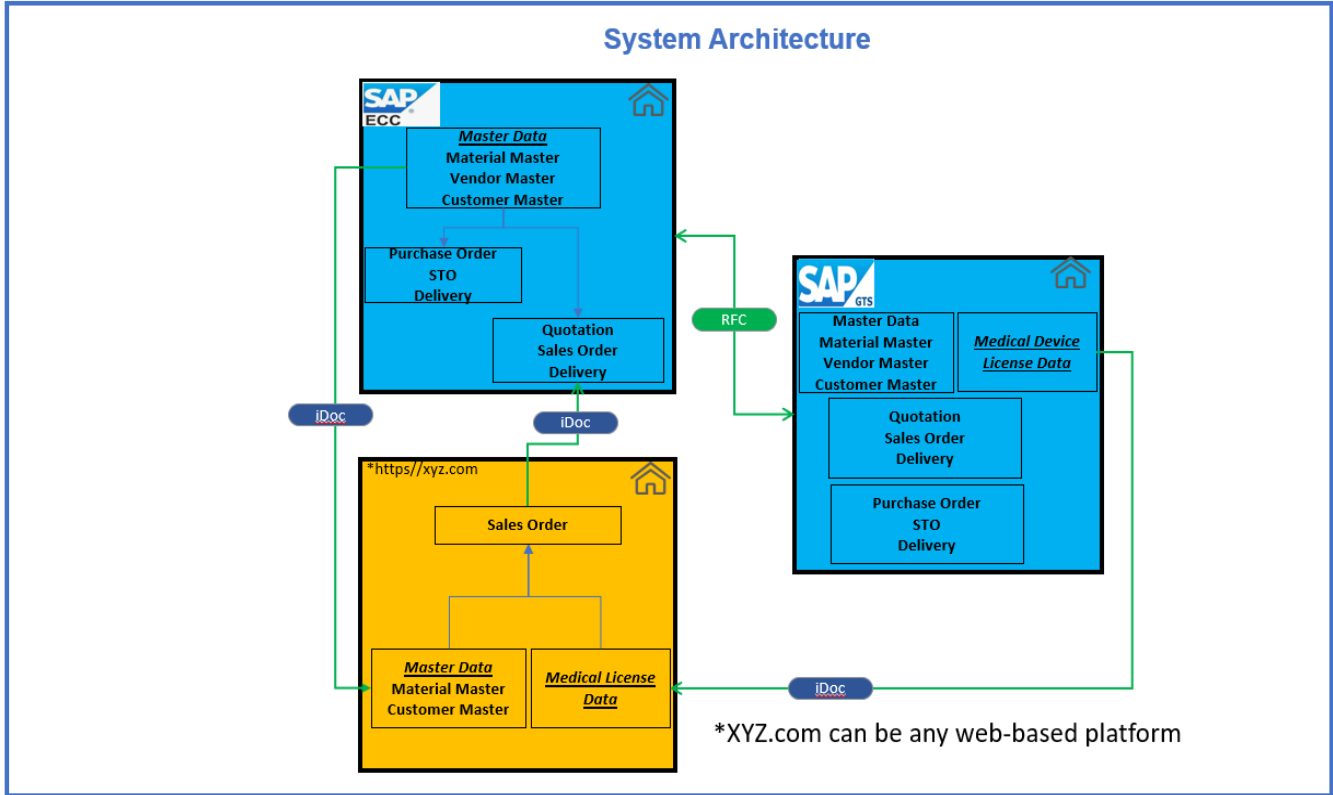 System Architecture
SAP
ECC
Master Data
Material Master
Vendor Master
Customer Master
Purchase Order
STO
Delivery
Quotation
Sales Order
Delivery
RFC
SAP
GTS
Master Data
Material Master
Vendor Master
Customer Master
Medical Device
License Data
Quotation
Sales Order
Delivery
Purchase Order
STO
Delivery
iDoc
iDoc
*https//xyz.com
Sales Order
Master Data
Material Master
Customer Master
Medical License
Data
iDoc
*XYZ.com can be any web-based platform